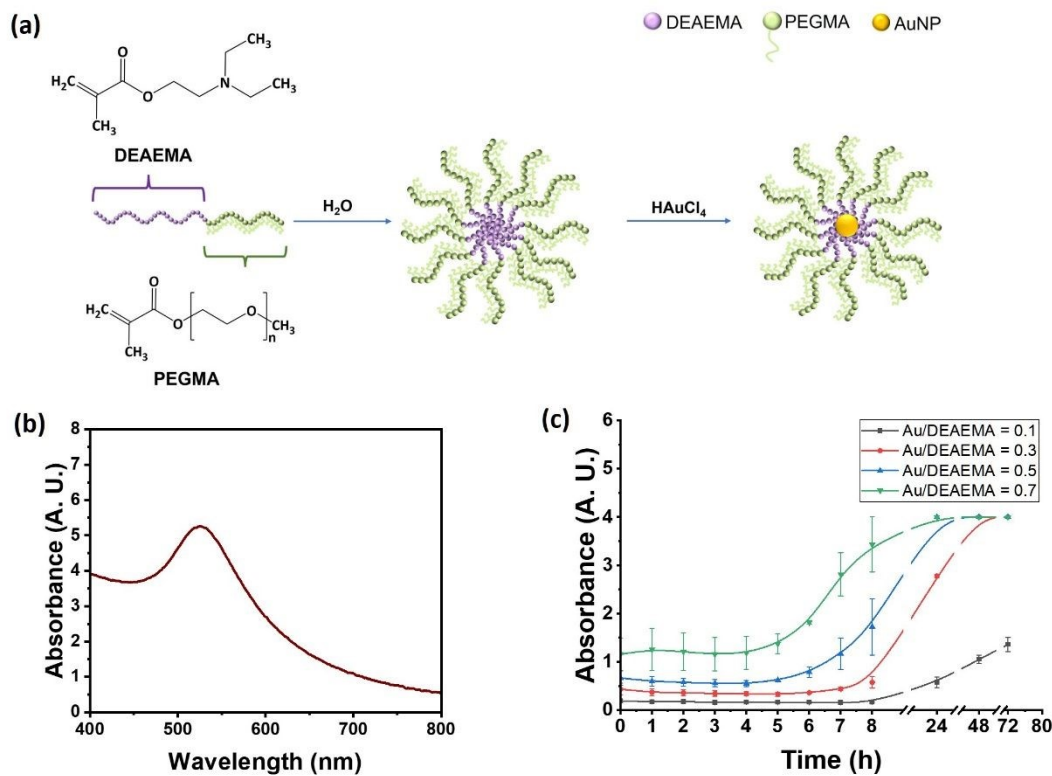 (a)
DEAEMA
PEGMA
AuNP
H₂C
O
O
CH₃
N
CH₃
CH₃
DEAEMA
H₂O
HAuCl₄
H₂C
O
O
CH₃
O
CH₃
n
PEGMA
(b)
Absorbance (A. U.)
8
7
6
5
4
3
2
1
0
400 500 600 700 800
Wavelength (nm)
(c)
Absorbance (A. U.)
6
5
4
3
2
1
0
Au/DEAEMA = 0.1
Au/DEAEMA = 0.3
Au/DEAEMA = 0.5
Au/DEAEMA = 0.7
0 1 2 3 4 5 6 7 8 24 48 72 80
Time (h)